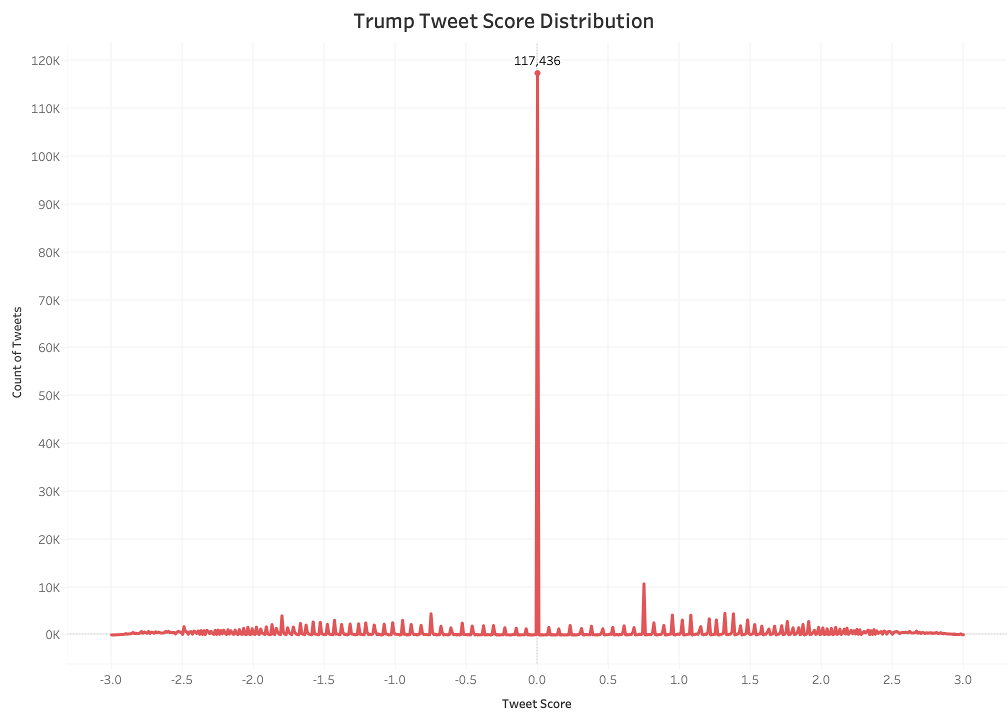 Trump Tweet Score Distribution
117,436
120K
110K
100K
90K
80K
70K
60K
50K
40K
30K
20K
10K
0K
Count of Tweets
-3.0 -2.5 -2.0 -1.5 -1.0 -0.5 0.0 0.5 1.0 1.5 2.0 2.5 3.0
Tweet Score